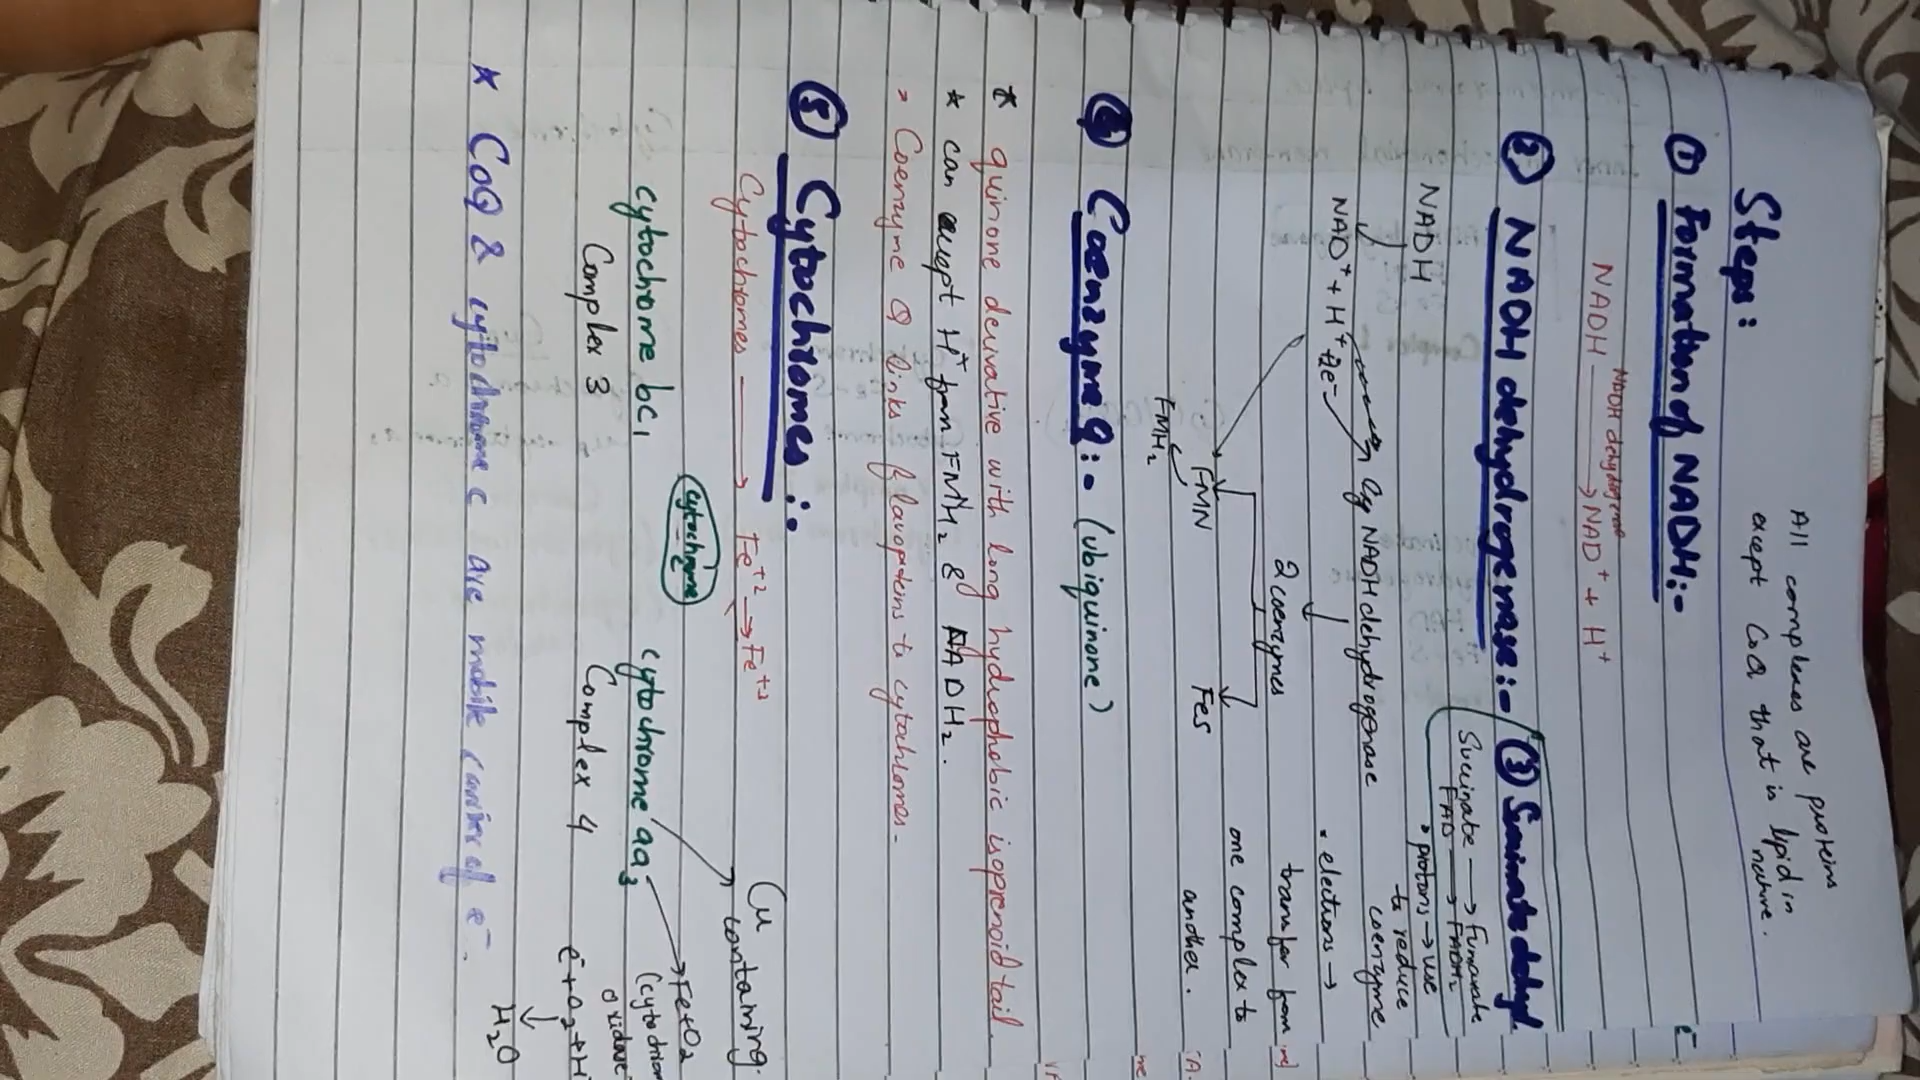 All complexes are proteins
except CoQ that is lipid in
nature.
Steps:
① Formation of NADH:-
NADH dehydrogenase
NADH → NAD⁺ + H⁺
e⁻
② NADH dehydrogenase:-
③ Succinate dehyd.
Succinate → Fumarate
FAD → FADH₂
NADH
• protons → use
to reduce
coenzyme
NAD⁺ + H⁺ + 2e⁻ → By NADH dehydrogenase
• electrons →
transfer from
one complex to
another.
2 coenzymes
FMN
FeS
FMH₂
④ Coenzyme Q:- (ubiquinone)
* quinone derivative with long hydrophobic isoprenoid tail
* can accept H⁺ from FMNH₂ & FADH₂.
Coenzyme Q links flavoproteins to cytochromes.
⑤ Cytochromes:-
Cytochromes → Fe⁺² → Fe⁺³
Cu
containing
cytochrome
cytochrome bc₁
Complex 3
cytochrome aa₃
Complex 4
Fe+O₂
(cytochrom
oxidase
e⁻+O₂+H
↓
H₂O
* CoQ & cytochrome c are mobile carrier of e⁻.